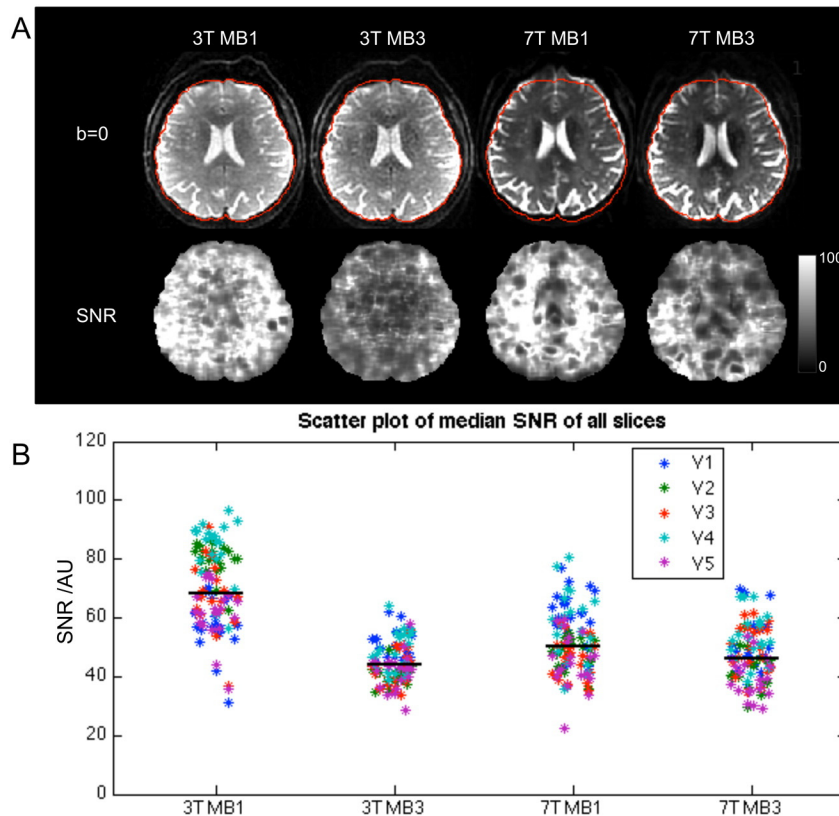 A
3T MB1 3T MB3 7T MB1 7T MB3
1
b=0
SNR
100
0
Scatter plot of median SNR of all slices
B
120
100
80
60
40
20
0
SNR /AU
V1
V2
V3
V4
V5
3T MB1 3T MB3 7T MB1 7T MB3